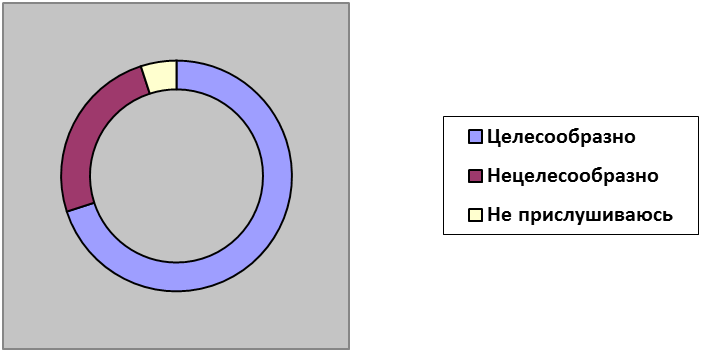 Целесообразно
Нецелесообразно
Не прислушиваюсь